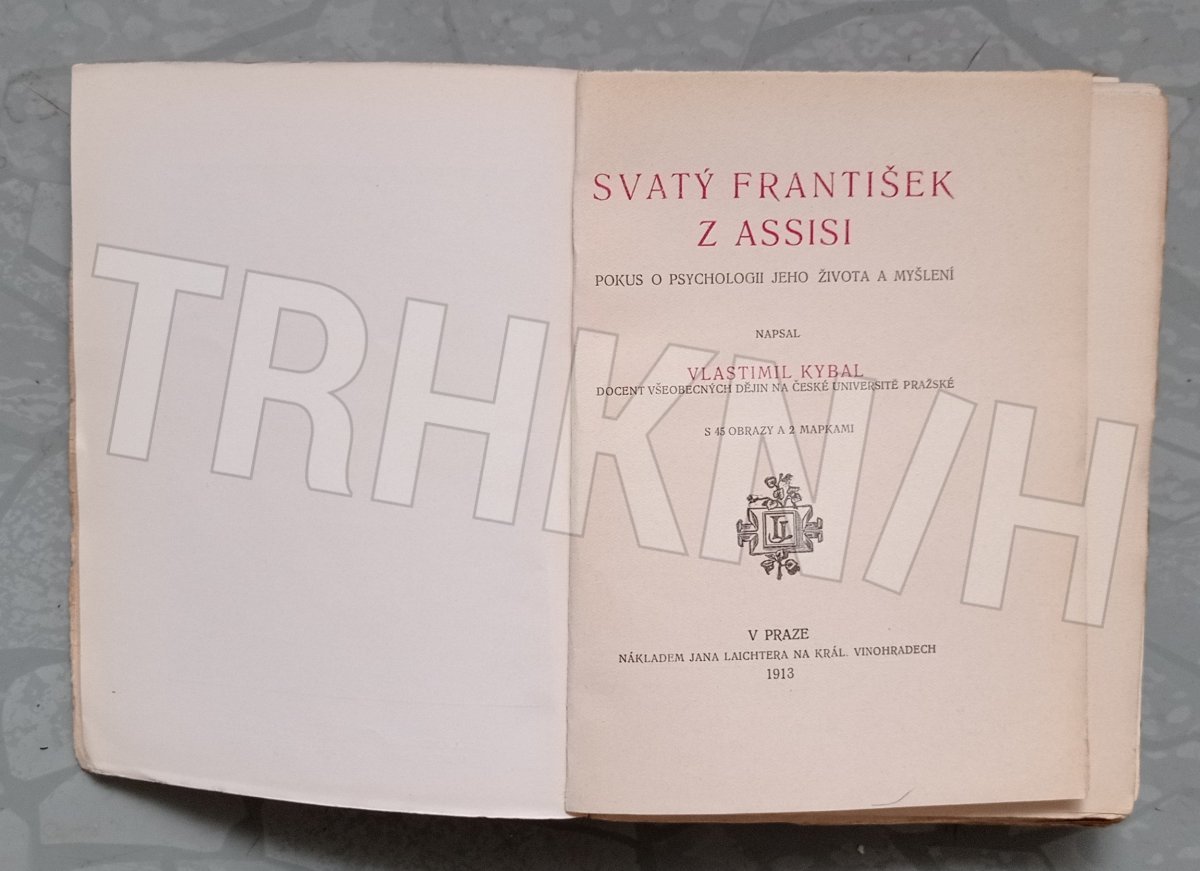 SVATÝ FRANTIŠEK
Z ASSISI
POKUS O PSYCHOLOGII JEHO ŽIVOTA A MYŠLENÍ
NAPSAL
VLASTIMIL KYBAL
DOCENT VŠEOBECNÝCH DĚJIN NA ČESKÉ UNIVERSITĚ PRAŽSKÉ
S 45 OBRAZY A 2 MAPKAMI
JL
V PRAZE
NÁKLADEM JANA LAICHTERA NA KRÁL. VINOHRADECH
1913
TRHKNIH